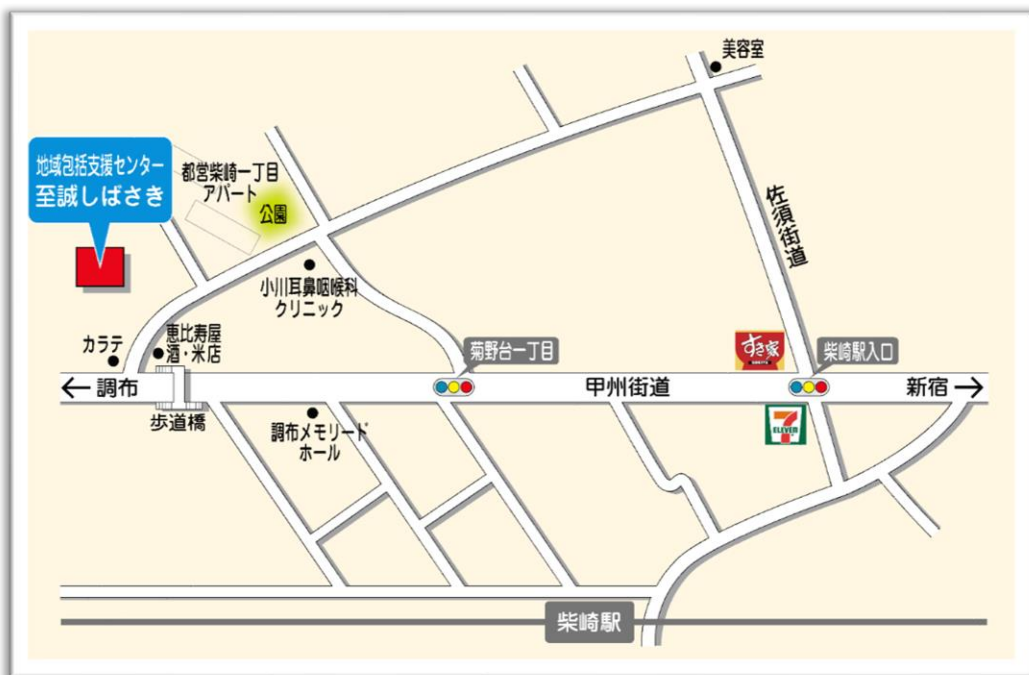 美容室
地域包括支援センター
至誠しばさき
都営柴崎一丁目
アパート
公園
佐須街道
小川耳鼻咽喉科
クリニック
カラテ
恵比寿屋
酒・米店
菊野台一丁目
すき家
柴崎駅入口
←調布
甲州街道
新宿→
歩道橋
調布メモリード
ホール
7
ELEVEN
柴崎駅